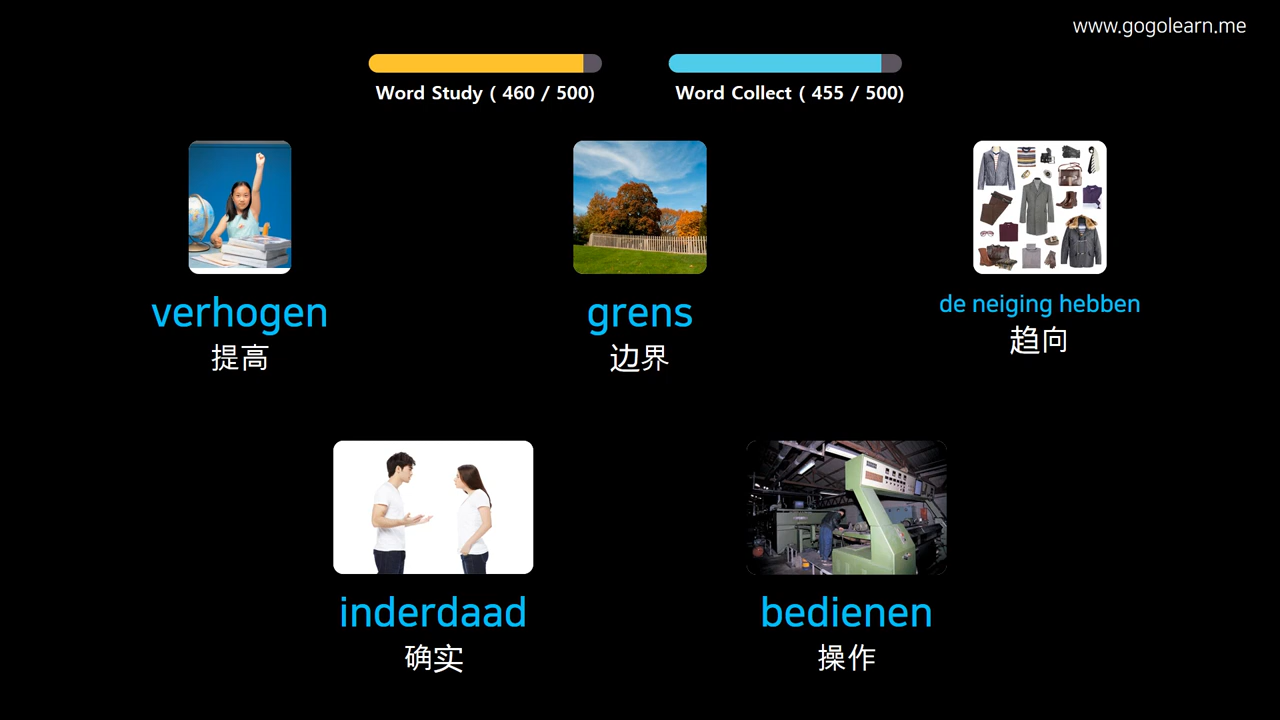 www.gogolearn.me
Word Study ( 460 / 500)
Word Collect ( 455 / 500)
verhogen
提高
grens
边界
de neiging hebben
趋向
inderdaad
确实
bedienen
操作